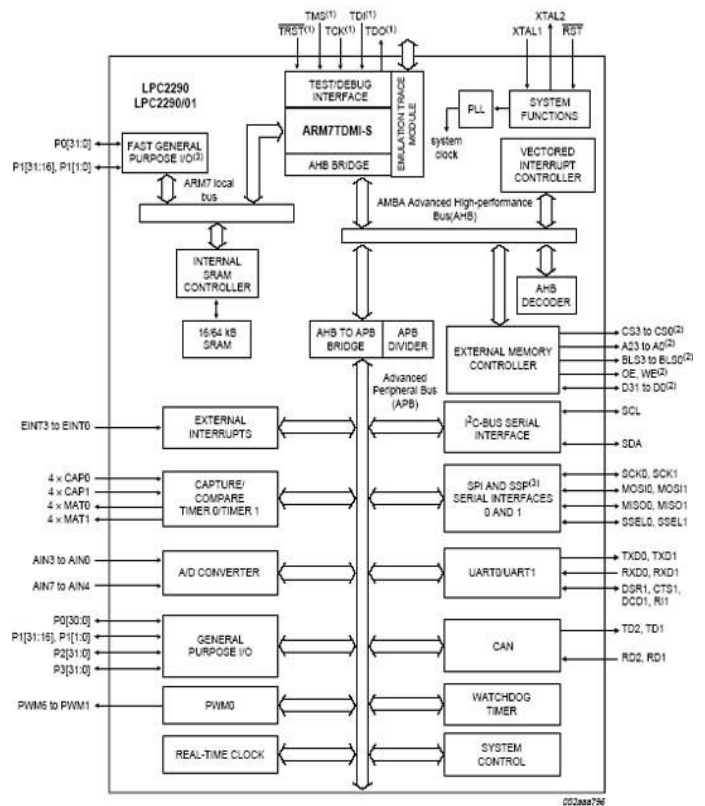 TMS(1) TDI(1)
TRST(1) TCK(1) TDO(1)
XTAL2
XTAL1 RST
LPC2290
LPC2290/01
TEST/DEBUG
INTERFACE
ARM7TDMI-S
AHB BRIDGE
EMULATION TRACE
MODULE
PLL
SYSTEM
FUNCTIONS
system
clock
VECTORED
INTERRUPT
CONTROLLER
P0[31:0]
P1[31:16], P1[1:0]
FAST GENERAL
PURPOSE I/O(3)
ARM7 local
bus
AMBA Advanced High-performance
Bus(AHB)
INTERNAL
SRAM
CONTROLLER
16/64 kB
SRAM
AHB
DECODER
AHB TO APB
BRIDGE
APB
DIVIDER
EXTERNAL MEMORY
CONTROLLER
CS3 to CS0(2)
A23 to A0(2)
BLS3 to BLS0(2)
OE, WE(2)
D31 to D0(2)
Advanced
Peripheral Bus
(APB)
EINT3 to EINT0
EXTERNAL
INTERRUPTS
I2C-BUS SERIAL
INTERFACE
SCL
SDA
4 x CAP0
4 x CAP1
4 x MAT0
4 x MAT1
CAPTURE/
COMPARE
TIMER 0/TIMER 1
SPI AND SSP(3)
SERIAL INTERFACES
0 AND 1
SCK0, SCK1
MOSI0, MOSI1
MISO0, MISO1
SSEL0, SSEL1
AIN3 to AIN0
AIN7 to AIN4
A/D CONVERTER
UART0/UART1
TXD0, TXD1
RXD0, RXD1
DSR1, CTS1,
DCD1, RI1
P0[30:0]
P1[31:16], P1[1:0]
P2[31:0]
P3[31:0]
GENERAL
PURPOSE I/O
CAN
TD2, TD1
RD2, RD1
PWM6 to PWM1
PWM0
WATCHDOG
TIMER
REAL-TIME CLOCK
SYSTEM
CONTROL
002aaa796